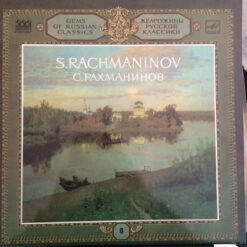 GEMS
OF RUSSIAN
CLASSICS
ЖЕМЧУЖИНЫ
РУССКОЙ
КЛАССИКИ
S.RACHMANINOV
С.РАХМАНИНОВ
8